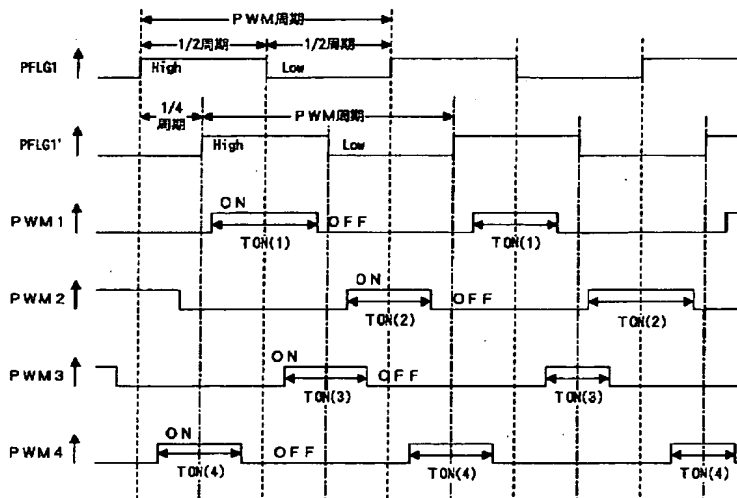 PWM周期
1/2周期 1/2周期
PFLG1 High Low
1/4
周期
PWM周期
PFLG1' High Low
ON
PWM1 OFF
TON(1) TON(1)
ON
PWM2 OFF
TON(2) TON(2)
ON
PWM3 OFF
TON(3) TON(3)
ON
PWM4 OFF
TON(4) TON(4) TON(4)